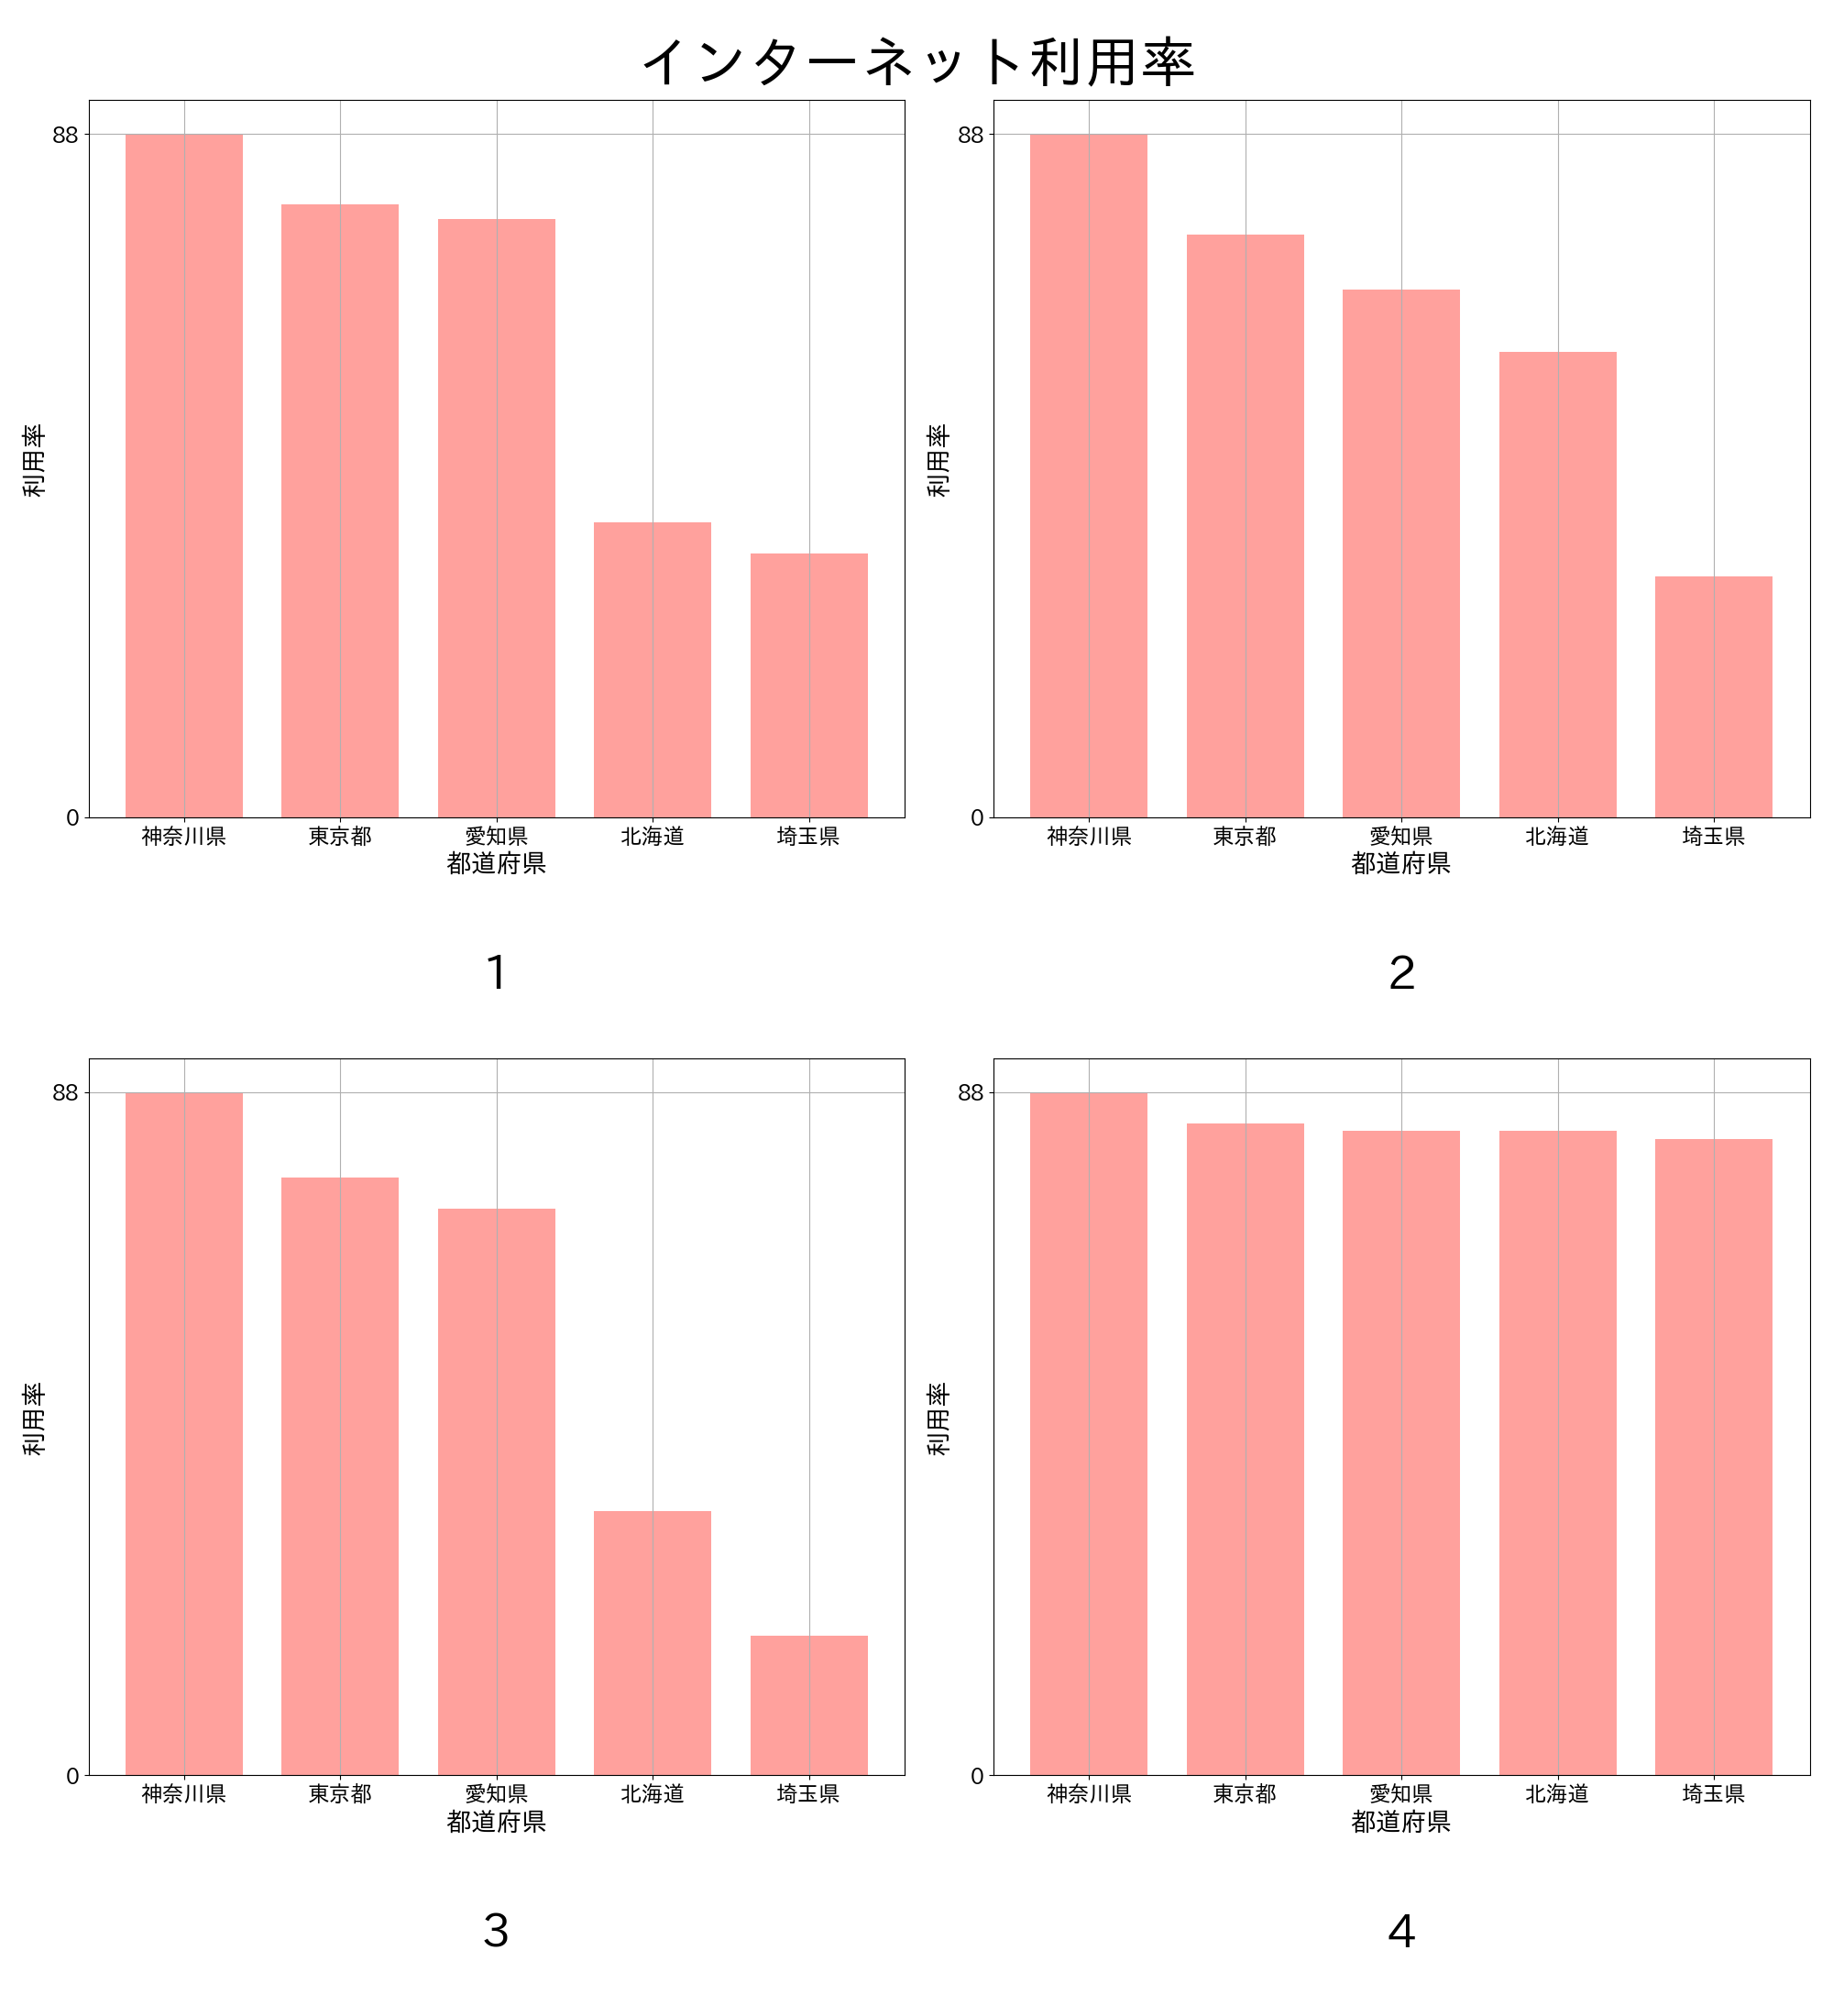 インターネット利用率
88
0
利用率
神奈川県 東京都 愛知県 北海道 埼玉県
都道府県
1
88
0
利用率
神奈川県 東京都 愛知県 北海道 埼玉県
都道府県
2
88
0
利用率
神奈川県 東京都 愛知県 北海道 埼玉県
都道府県
3
88
0
利用率
神奈川県 東京都 愛知県 北海道 埼玉県
都道府県
4